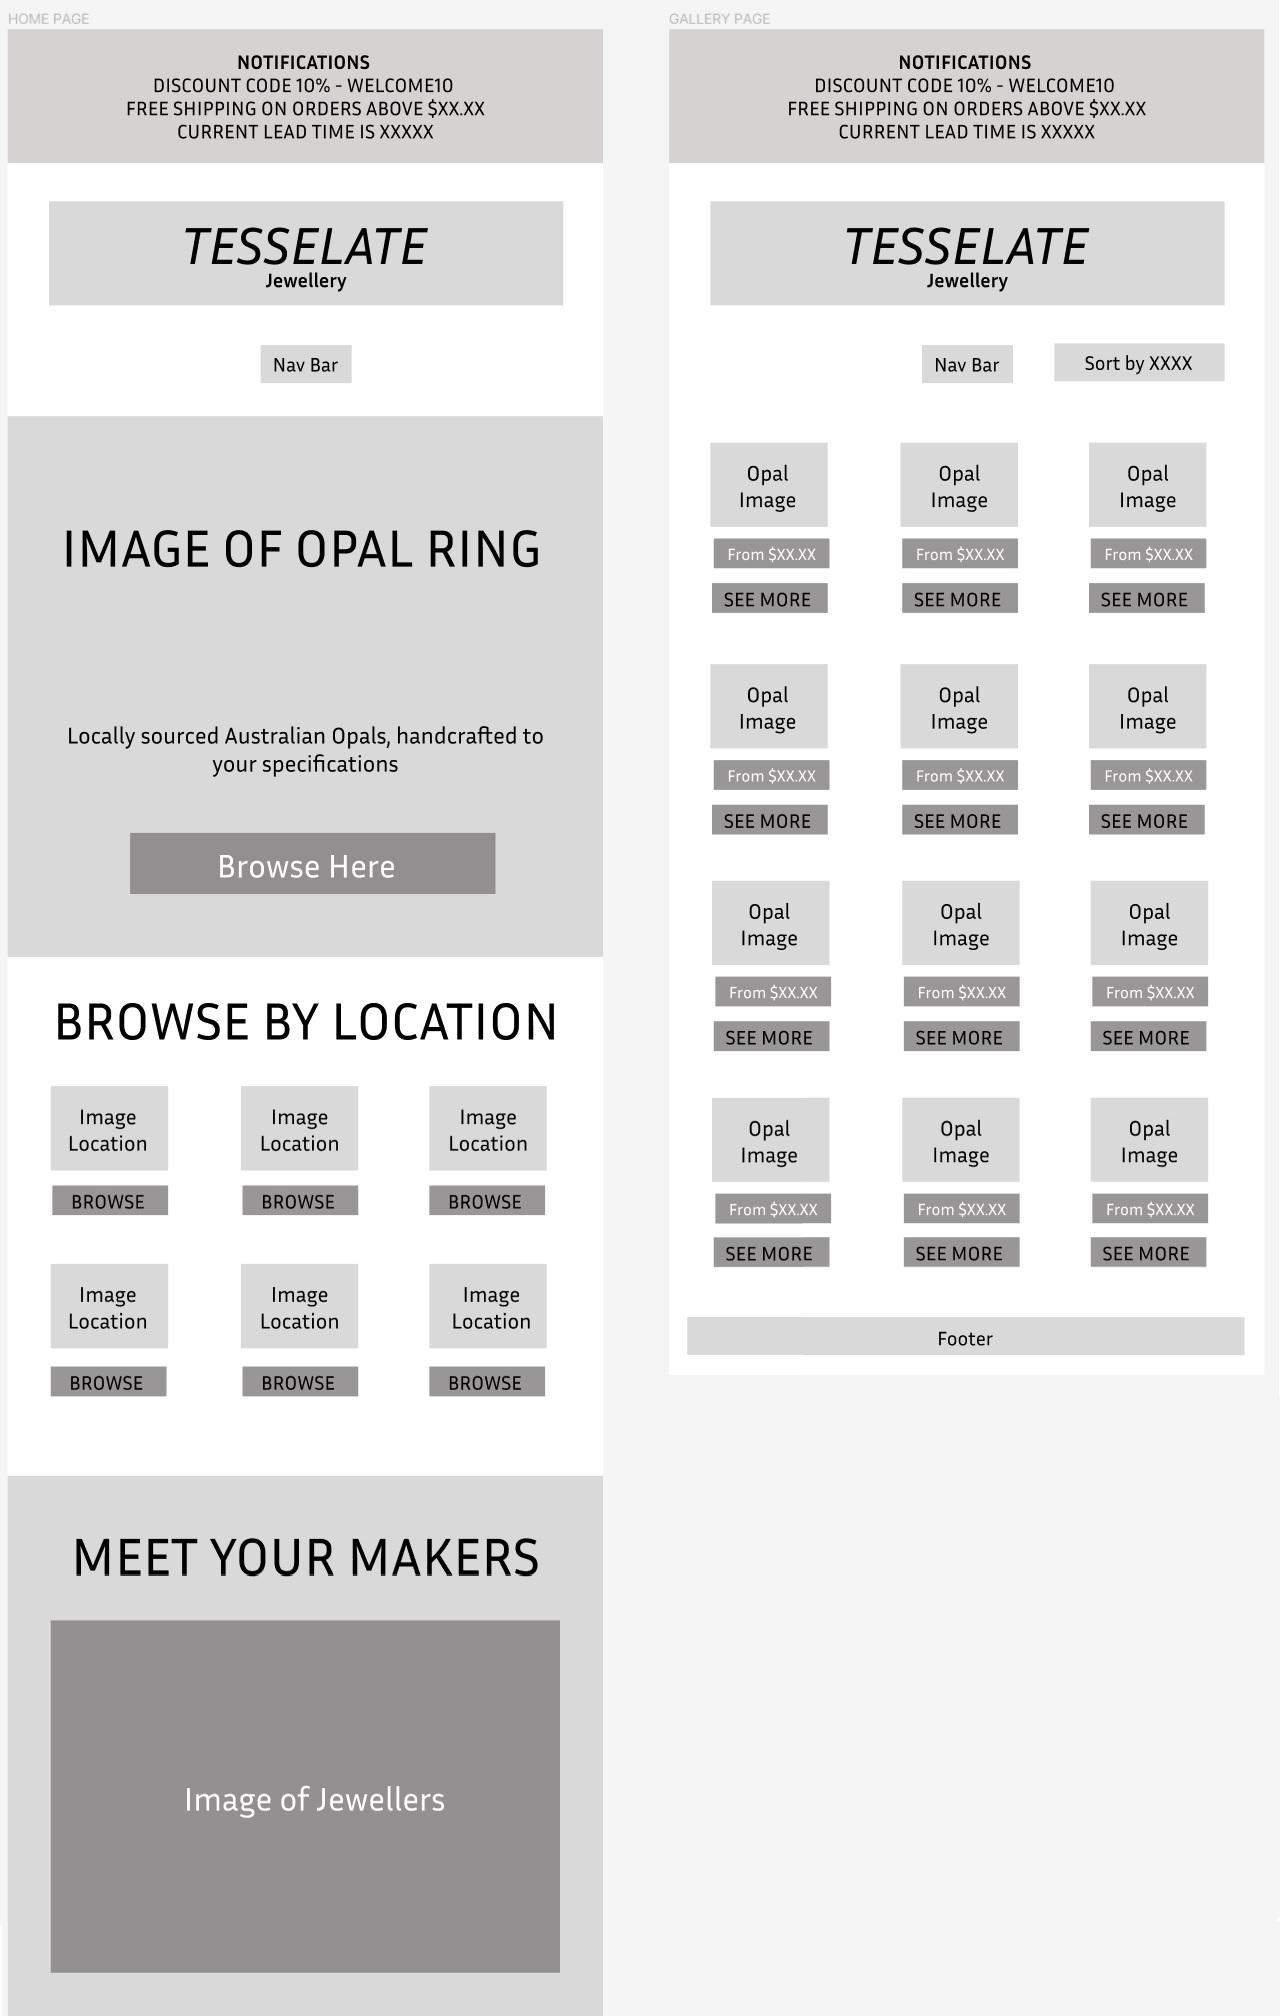 HOME PAGE
NOTIFICATIONS
DISCOUNT CODE 10% - WELCOME10
FREE SHIPPING ON ORDERS ABOVE $XX.XX
CURRENT LEAD TIME IS XXXXX
TESSELATE
Jewellery
Nav Bar
IMAGE OF OPAL RING
Locally sourced Australian Opals, handcrafted to
your specifications
Browse Here
BROWSE BY LOCATION
Image
Location
Image
Location
Image
Location
BROWSE
BROWSE
BROWSE
Image
Location
Image
Location
Image
Location
BROWSE
BROWSE
BROWSE
MEET YOUR MAKERS
Image of Jewellers
GALLERY PAGE
NOTIFICATIONS
DISCOUNT CODE 10% - WELCOME10
FREE SHIPPING ON ORDERS ABOVE $XX.XX
CURRENT LEAD TIME IS XXXXX
TESSELATE
Jewellery
Nav Bar
Sort by XXXX
Opal
Image
Opal
Image
Opal
Image
From $XX.XX
From $XX.XX
From $XX.XX
SEE MORE
SEE MORE
SEE MORE
Opal
Image
Opal
Image
Opal
Image
From $XX.XX
From $XX.XX
From $XX.XX
SEE MORE
SEE MORE
SEE MORE
Opal
Image
Opal
Image
Opal
Image
From $XX.XX
From $XX.XX
From $XX.XX
SEE MORE
SEE MORE
SEE MORE
Opal
Image
Opal
Image
Opal
Image
From $XX.XX
From $XX.XX
From $XX.XX
SEE MORE
SEE MORE
SEE MORE
Footer